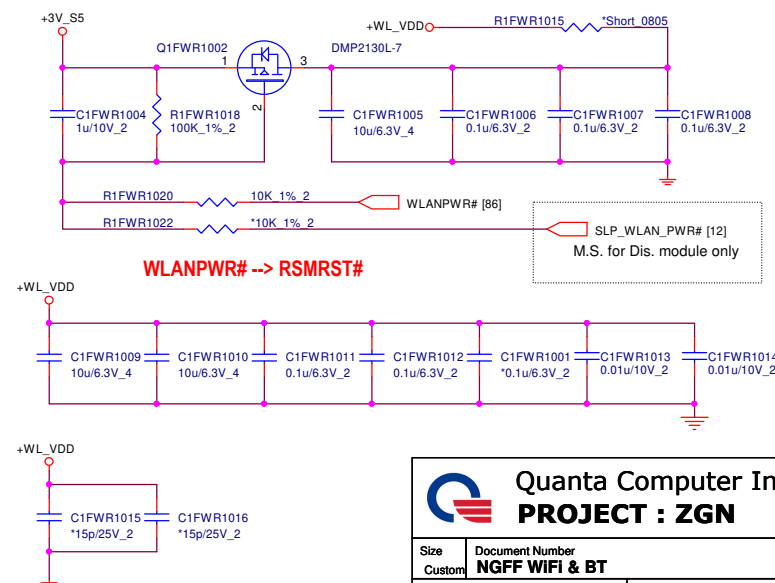 +3V_S5
+WL_VDD
R1FWR1015
*Short_0805
Q1FWR1002
DMP2130L-7
1
3
2
C1FWR1004
1u/10V_2
R1FWR1018
100K_1%_2
C1FWR1005
10u/6.3V_4
C1FWR1006
0.1u/6.3V_2
C1FWR1007
0.1u/6.3V_2
C1FWR1008
0.1u/6.3V_2
R1FWR1020
10K_1%_2
WLANPWR# [86]
R1FWR1022
*10K_1%_2
SLP_WLAN_PWR# [12]
M.S. for Dis. module only
WLANPWR# --> RSMRST#
+WL_VDD
C1FWR1009
10u/6.3V_4
C1FWR1010
10u/6.3V_4
C1FWR1011
0.1u/6.3V_2
C1FWR1012
0.1u/6.3V_2
C1FWR1001
*0.1u/6.3V_2
C1FWR1013
0.01u/10V_2
C1FWR1014
0.01u/10V_2
+WL_VDD
C1FWR1015
*15p/25V_2
C1FWR1016
*15p/25V_2
Quanta Computer In
PROJECT : ZGN
Size
Custom
Document Number
NGFF WiFi & BT